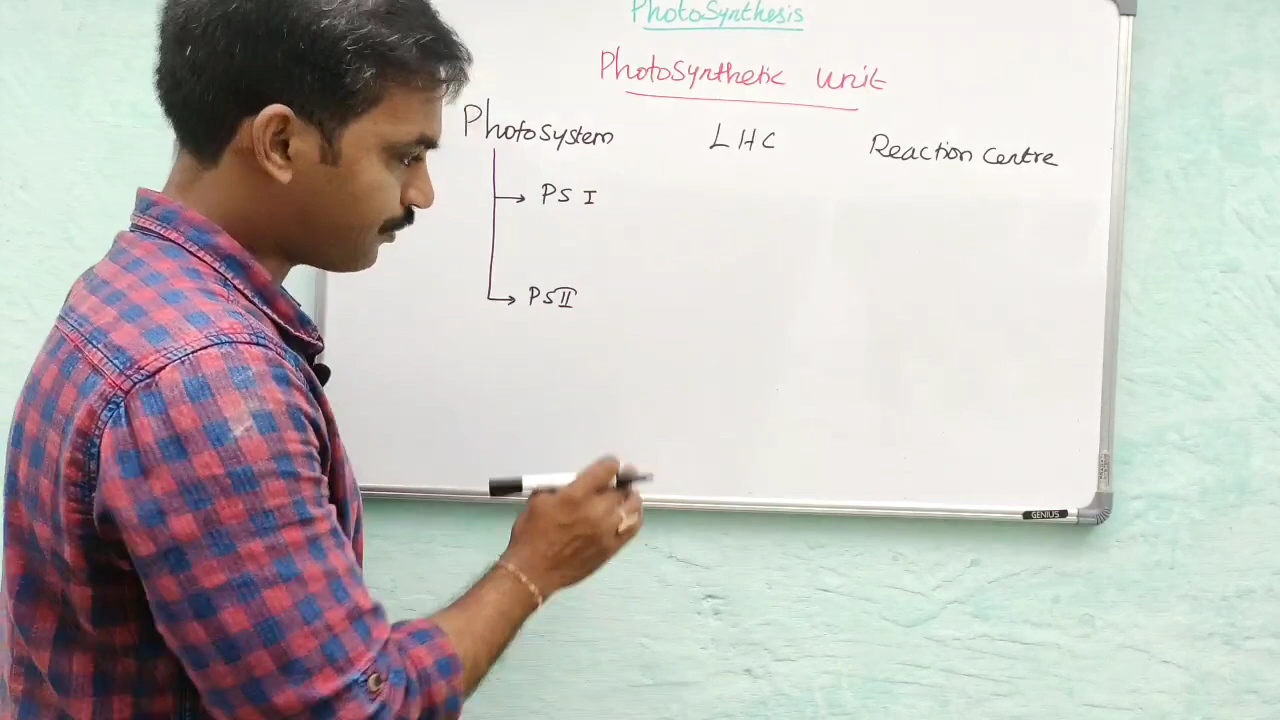 PhotoSynthesis
PhotoSynthetic unit
PhotoSystem LHC Reaction Centre
PS I
PS II
GENIUS